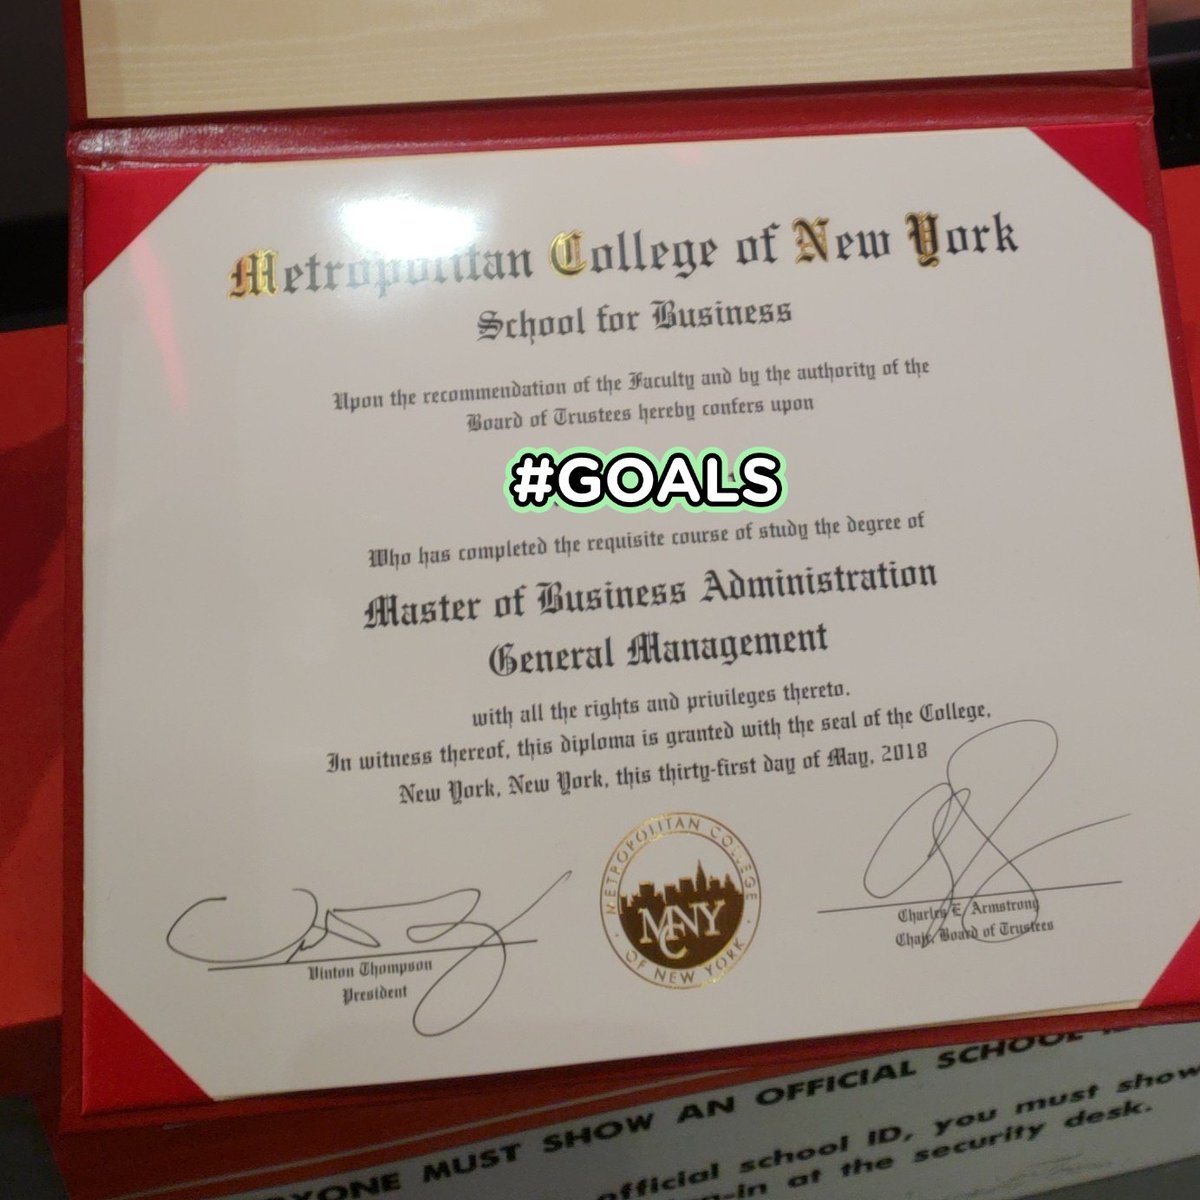 Metropolitan College of New York
School for Business
Upon the recommendation of the Faculty and by the authority of the
Board of Trustees hereby confers upon
#GOALS
Who has completed the requisite course of study the degree of
Master of Business Administration
General Management
with all the rights and privileges thereto.
In witness thereof, this diploma is granted with the seal of the College,
New York, New York, this thirty-first day of May, 2018
METROPOLITAN COLLEGE
MCNY
OF NEW YORK
Vinton Thompson
President
Charles E Armstrong
Chair, Board of Trustees
MUST SHOW AN OFFICIAL SCHOOL
official school ID, you must show
at the security desk.